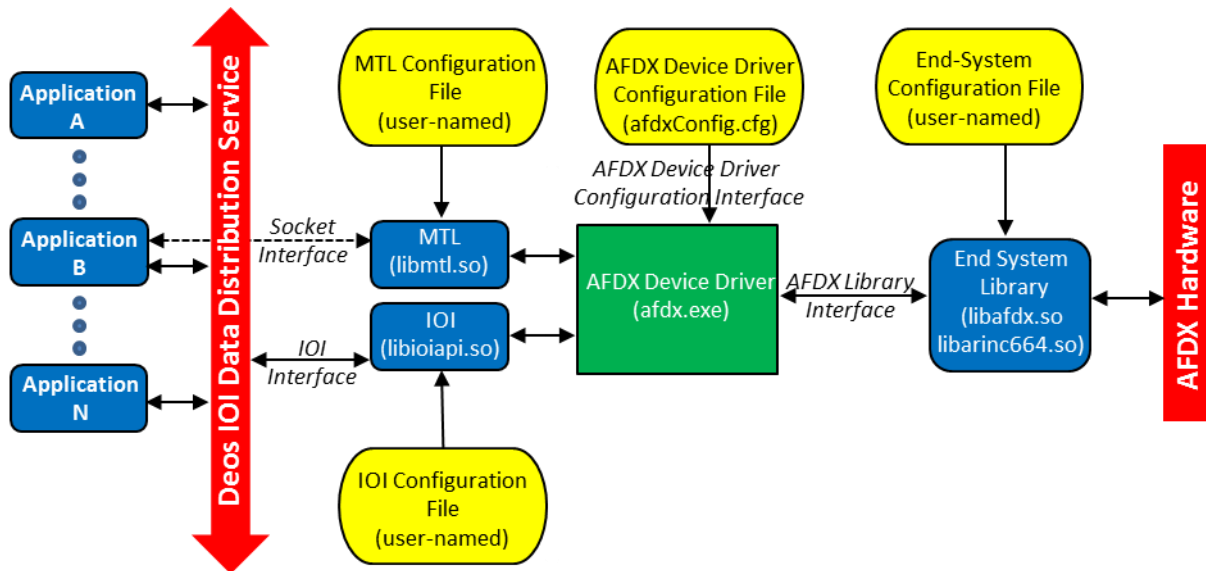 Application
A
Application
B
Application
N
Deos IOI Data Distribution Service
MTL Configuration
File
(user-named)
AFDX Device Driver
Configuration File
(afdxConfig.cfg)
End-System
Configuration File
(user-named)
AFDX Device Driver
Configuration Interface
Socket
Interface
MTL
(libmtl.so)
IOI
Interface
IOI
(libioiapi.so)
AFDX Device Driver
(afdx.exe)
AFDX Library
Interface
End System
Library
(libafdx.so
libarinc664.so)
AFDX Hardware
IOI Configuration
File
(user-named)